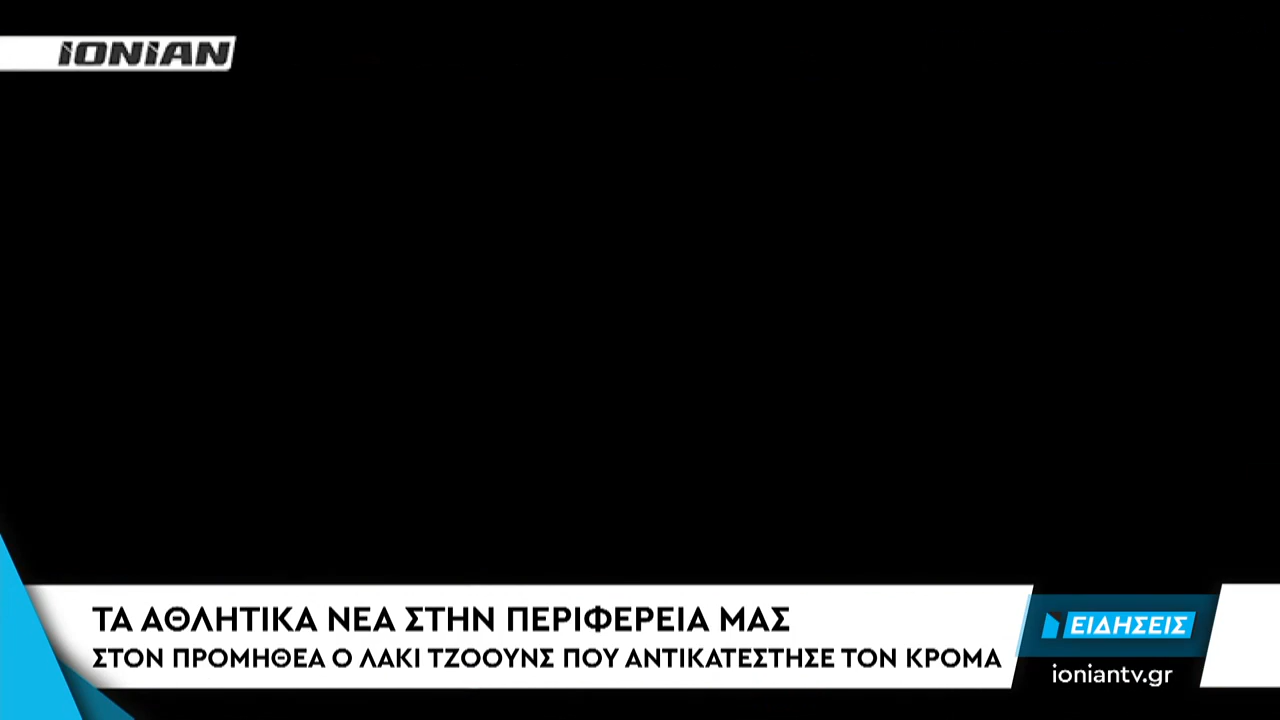 IONIAN
ΤΑ ΑΘΛΗΤΙΚΑ ΝΕΑ ΣΤΗΝ ΠΕΡΙΦΕΡΕΙΑ ΜΑΣ
ΣΤΟΝ ΠΡΟΜΗΘΕΑ Ο ΛΑΚΙ ΤΖΟΟΥΝΣ ΠΟΥ ΑΝΤΙΚΑΤΕΣΤΗΣΕ ΤΟΝ ΚΡΟΜΑ
ΕΙΔΗΣΕΙΣ
ioniantv.gr